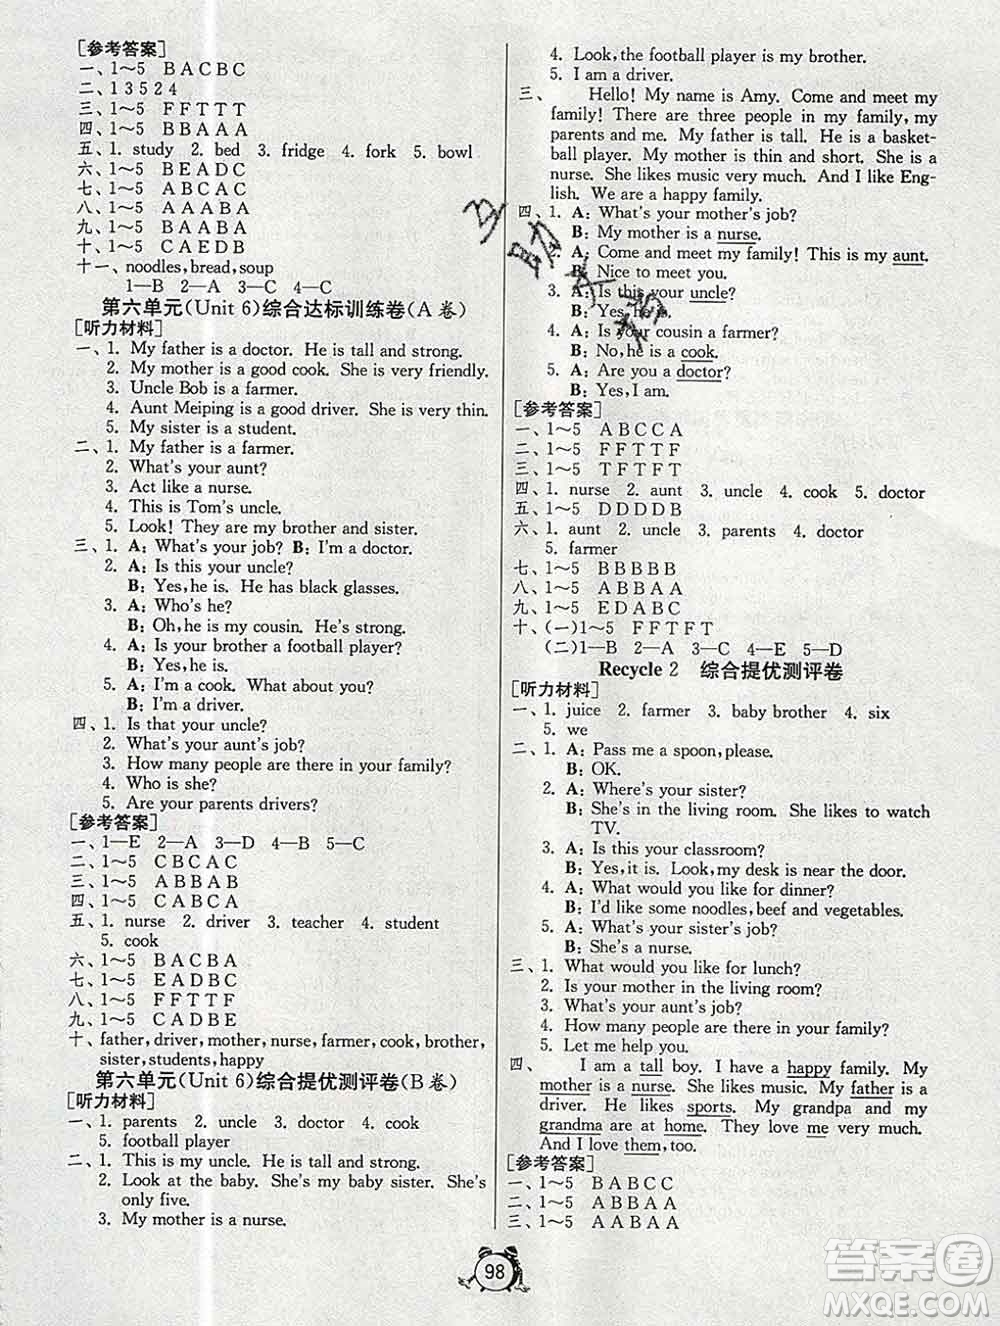 [参考答案]
一、1～5 B A C B C
二、1 3 5 2 4
三、1～5 F F T T T
四、1～5 B B A A A
五、1. study 2. bed 3. fridge 4. fork 5. bowl
六、1～5 B E A D C
七、1～5 A B C A C
八、1～5 A A A B A
九、1～5 B A A B A
十、1～5 C A E D B
十一、noodles, bread, soup
1—B 2—A 3—C 4—C
第六单元(Unit 6)综合达标训练卷(A 卷)
[听力材料]
一、1. My father is a doctor. He is tall and strong.
2. My mother is a good cook. She is very friendly.
3. Uncle Bob is a farmer.
4. Aunt Meiping is a good driver. She is very thin.
5. My sister is a student.
二、1. My father is a farmer.
2. What's your aunt?
3. Act like a nurse.
4. This is Tom's uncle.
5. Look! They are my brother and sister.
三、1. A: What's your job? B: I'm a doctor.
2. A: Is this your uncle?
B: Yes, he is. He has black glasses.
3. A: Who's he?
B: Oh, he is my cousin. He's strong.
4. A: Is your brother a football player?
B: Yes, he is.
5. A: I'm a cook. What about you?
B: I'm a driver.
四、1. Is that your uncle?
2. What's your aunt's job?
3. How many people are there in your family?
4. Who is she?
5. Are your parents drivers?
[参考答案]
一、1—E 2—A 3—D 4—B 5—C
二、1～5 C B C A C
三、1～5 A B B A B
四、1～5 C A B C A
五、1. nurse 2. driver 3. teacher 4. student
5. cook
六、1～5 B A C B A
七、1～5 E A D B C
八、1～5 F F T T F
九、1～5 C A D B E
十、father, driver, mother, nurse, farmer, cook, brother,
sister, students, happy
第六单元(Unit 6)综合提优测评卷(B 卷)
[听力材料]
一、1. parents 2. uncle 3. doctor 4. cook
5. football player
二、1. This is my uncle. He is tall and strong.
2. Look at the baby. She's my baby sister. She's
only five.
3. My mother is a nurse.
4. Look, the football player is my brother.
5. I am a driver.
三、Hello! My name is Amy. Come and meet my
family! There are three people in my family, my
parents and me. My father is tall. He is a basket-
ball player. My mother is thin and short. She is a
nurse. She likes music very much. And I like Eng-
lish. We are a happy family.
四、1. A: What's your mother's job?
B: My mother is a nurse.
2. A: Come and meet my family! This is my aunt.
B: Nice to meet you.
3. A: Is this your uncle?
B: Yes, he is.
4. A: Is your cousin a farmer?
B: No, he is a cook.
5. A: Are you a doctor?
B: Yes, I am.
[参考答案]
一、1～5 A B C C A
二、1～5 F F T T F
三、1～5 T F T F T
四、1. nurse 2. aunt 3. uncle 4. cook 5. doctor
五、1～5 D D D D B
六、1. aunt 2. uncle 3. parents 4. doctor
5. farmer
七、1～5 B B B B B
八、1～5 A B B A A
九、1～5 E D A B C
十、(一)1～5 F F T F T
(二)1—B 2—A 3—C 4—E 5—D
Recycle 2 综合提优测评卷
[听力材料]
一、1. juice 2. farmer 3. baby brother 4. six
5. we
二、1. A: Pass me a spoon, please.
B: OK.
2. A: Where's your sister?
B: She's in the living room. She likes to watch
TV.
3. A: Is this your classroom?
B: Yes, it is. Look, my desk is near the door.
4. A: What would you like for dinner?
B: I'd like some noodles, beef and vegetables.
5. A: What's your sister's job?
B: She's a nurse.
三、1. What would you like for lunch?
2. Is your mother in the living room?
3. What's your aunt's job?
4. How many people are there in your family?
5. Let me help you.
四、I am a tall boy. I have a happy family. My
mother is a nurse. She likes music. My father is a
driver. He likes sports. My grandpa and my
grandma are at home. They love me very much.
And I love them, too.
[参考答案]
一、1～5 B A B C C
二、1～5 A B B A A
三、1～5 A A B A A
98
答案圈
MXQE.COM